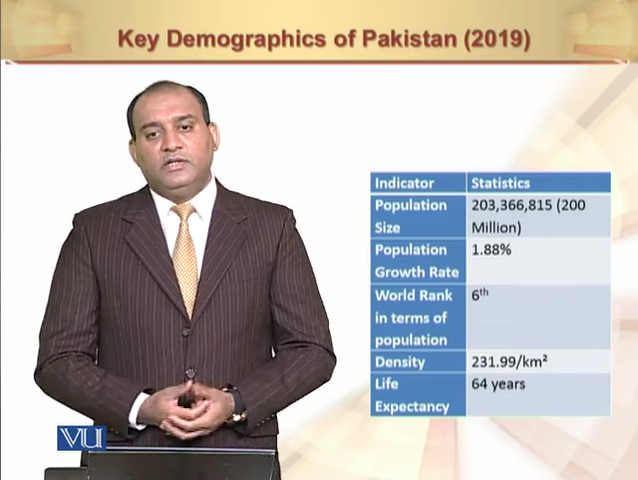 Key Demographics of Pakistan (2019)
Indicator Statistics
Population 203,366,815 (200
Size Million)
Population 1.88%
Growth Rate
World Rank 6th
in terms of
population
Density 231.99/km²
Life 64 years
Expectancy
VU